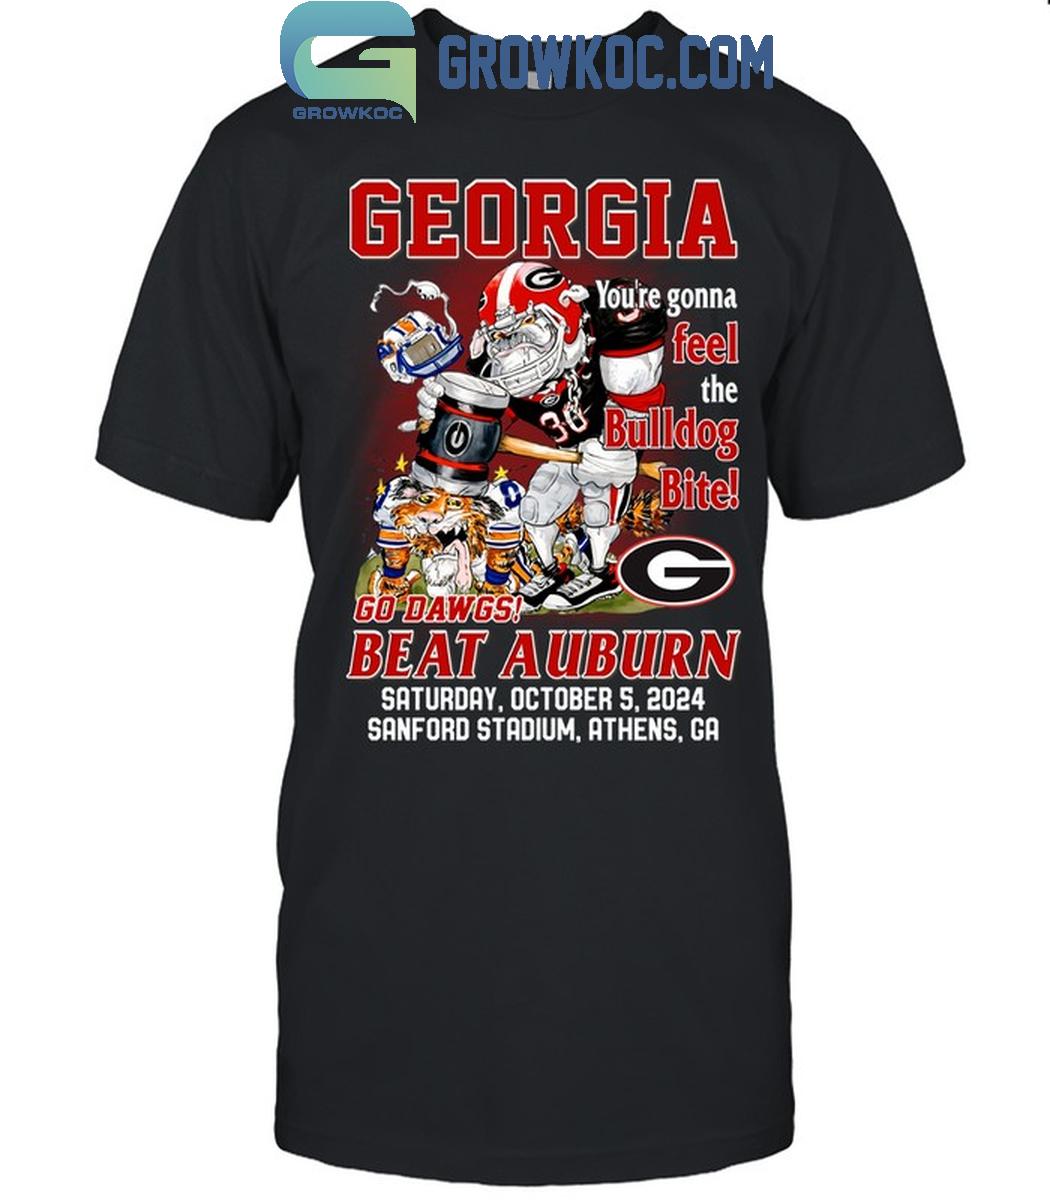 GROWKOC
GROWKOC.COM
GEORGIA
You're gonna
feel
the
Bulldog
Bite!
G
G
30
G
GO DAWGS!
BEAT AUBURN
SATURDAY, OCTOBER 5, 2024
SANFORD STADIUM, ATHENS, GA